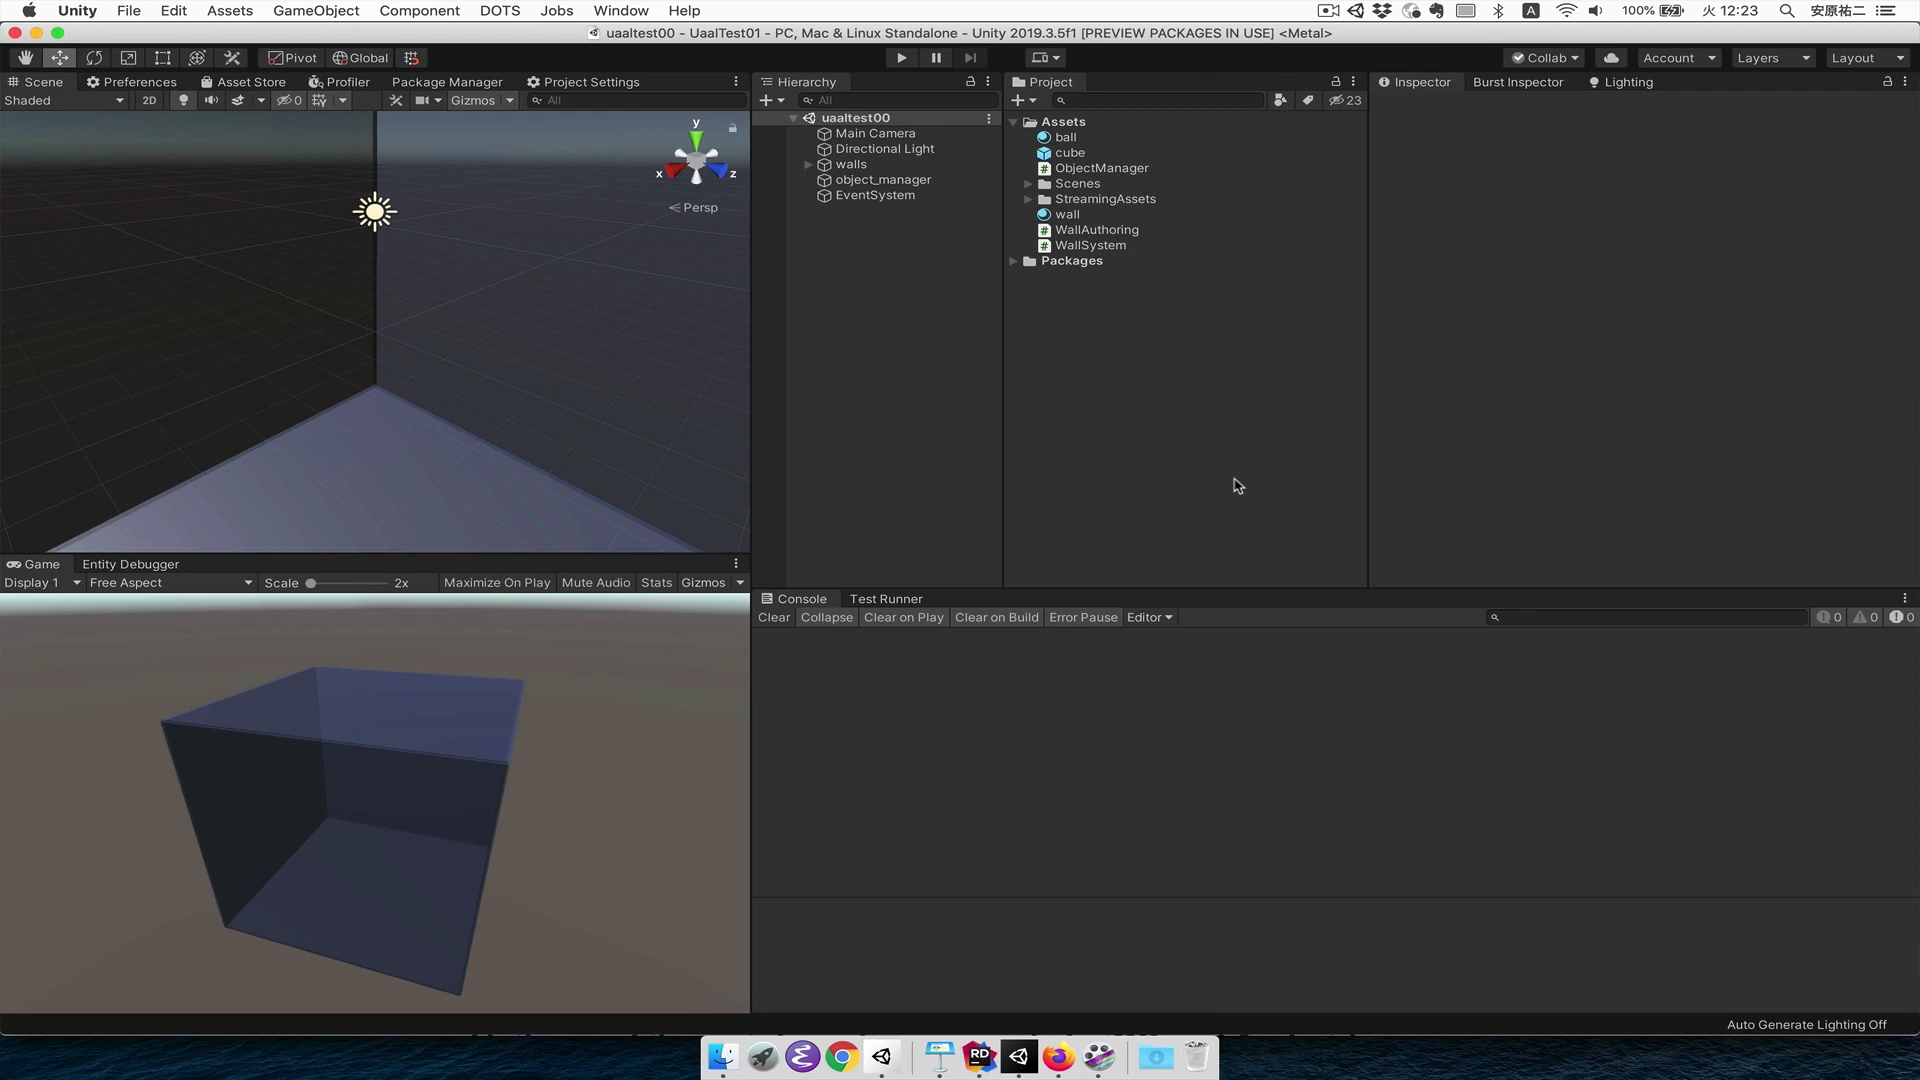 Unity File Edit Assets GameObject Component DOTS Jobs Window Help 100% 火 12:23 安原祐二
uaaltest00 - UaalTest01 - PC, Mac & Linux Standalone - Unity 2019.3.5f1 [PREVIEW PACKAGES IN USE] <Metal>
Pivot Global Collab Account Layers Layout
Scene Preferences Asset Store Profiler Package Manager Project Settings
Shaded 2D 0 Gizmos All
y
x
z
Persp
Hierarchy
All
uaaltest00
Main Camera
Directional Light
walls
object_manager
EventSystem
Project
23
Assets
ball
cube
ObjectManager
Scenes
StreamingAssets
wall
WallAuthoring
WallSystem
Packages
Inspector Burst Inspector Lighting
Game Entity Debugger
Display 1 Free Aspect Scale 2x Maximize On Play Mute Audio Stats Gizmos
Console Test Runner
Clear Collapse Clear on Play Clear on Build Error Pause Editor 0 0 0
Auto Generate Lighting Off
RD